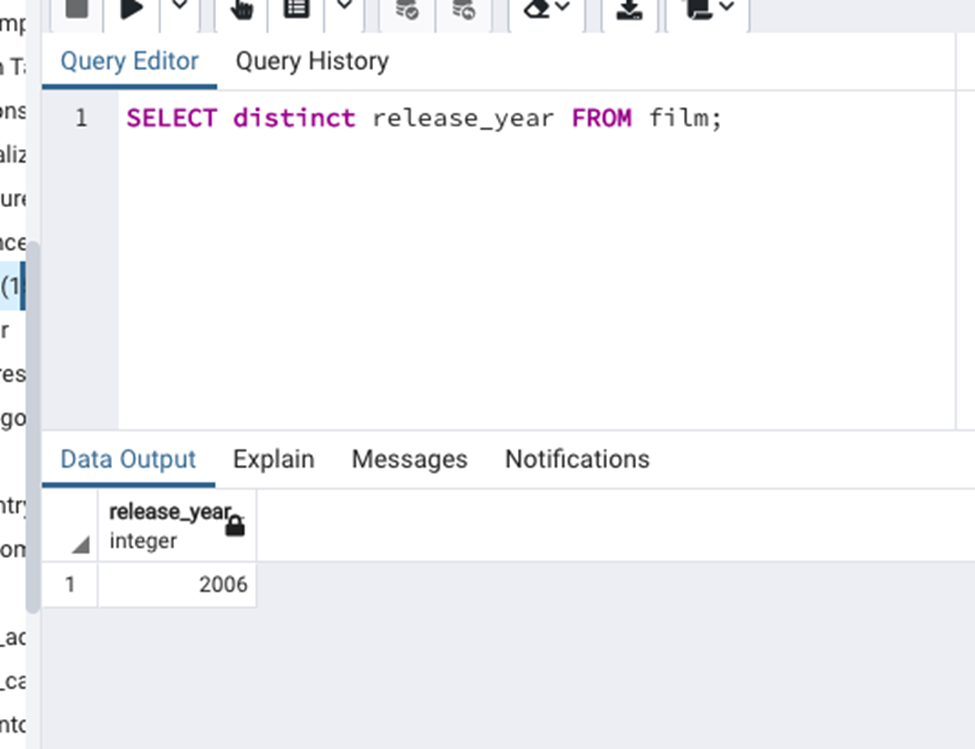 Query Editor Query History
1 SELECT distinct release_year FROM film;
(1
Data Output Explain Messages Notifications
release_year
integer
1 2006